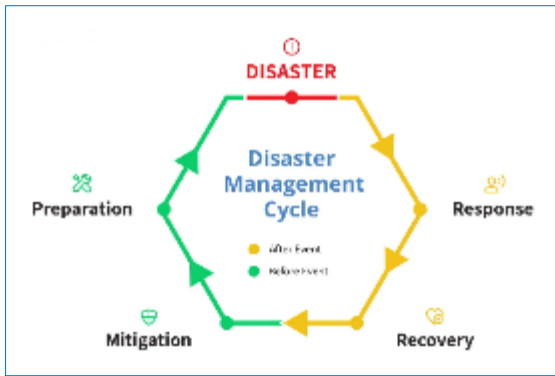 DISASTER
Disaster
Management
Cycle
Preparation
Response
After Event
Before Event
Mitigation
Recovery